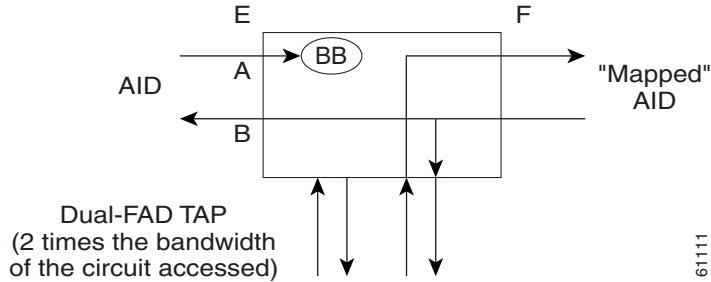 E
F
A
BB
AID
"Mapped"
AID
B
Dual-FAD TAP
(2 times the bandwidth
of the circuit accessed)
61111